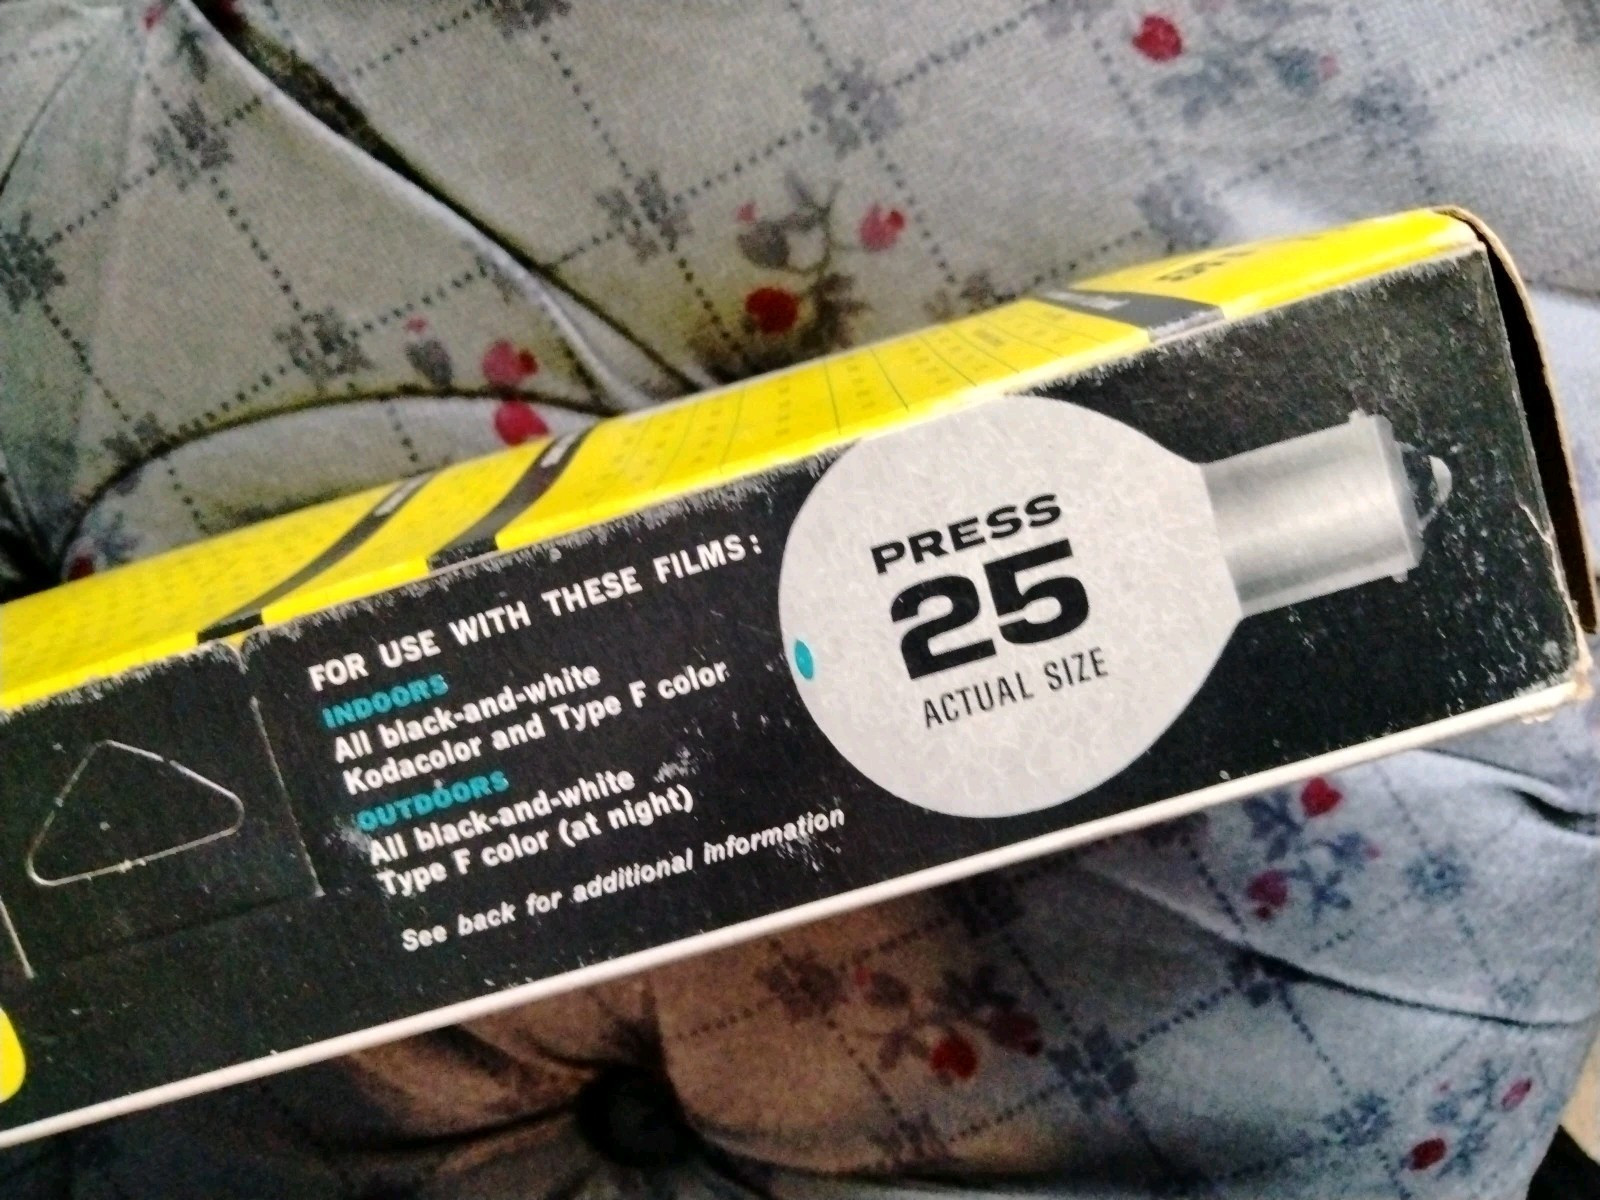 FOR USE WITH THESE FILMS:
INDOORS
All black-and-white
Kodacolor and Type F color
OUTDOORS
All black-and-white
Type F color (at night)
See back for additional information
PRESS
25
ACTUAL SIZE